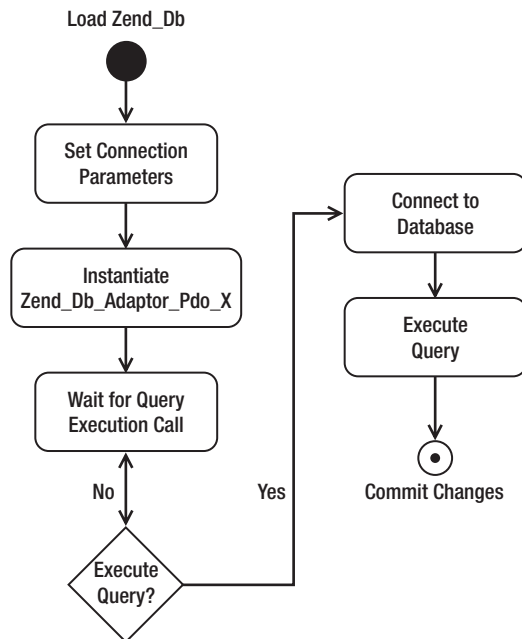 Load Zend_Db
Set Connection
Parameters
Instantiate
Zend_Db_Adaptor_Pdo_X
Wait for Query
Execution Call
No
Execute
Query?
Yes
Connect to
Database
Execute
Query
Commit Changes